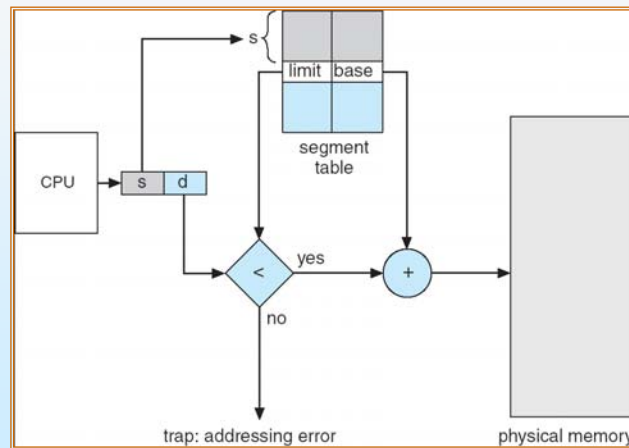 s
limit base
segment
table
CPU
s d
<
yes
+
no
trap: addressing error
physical memory